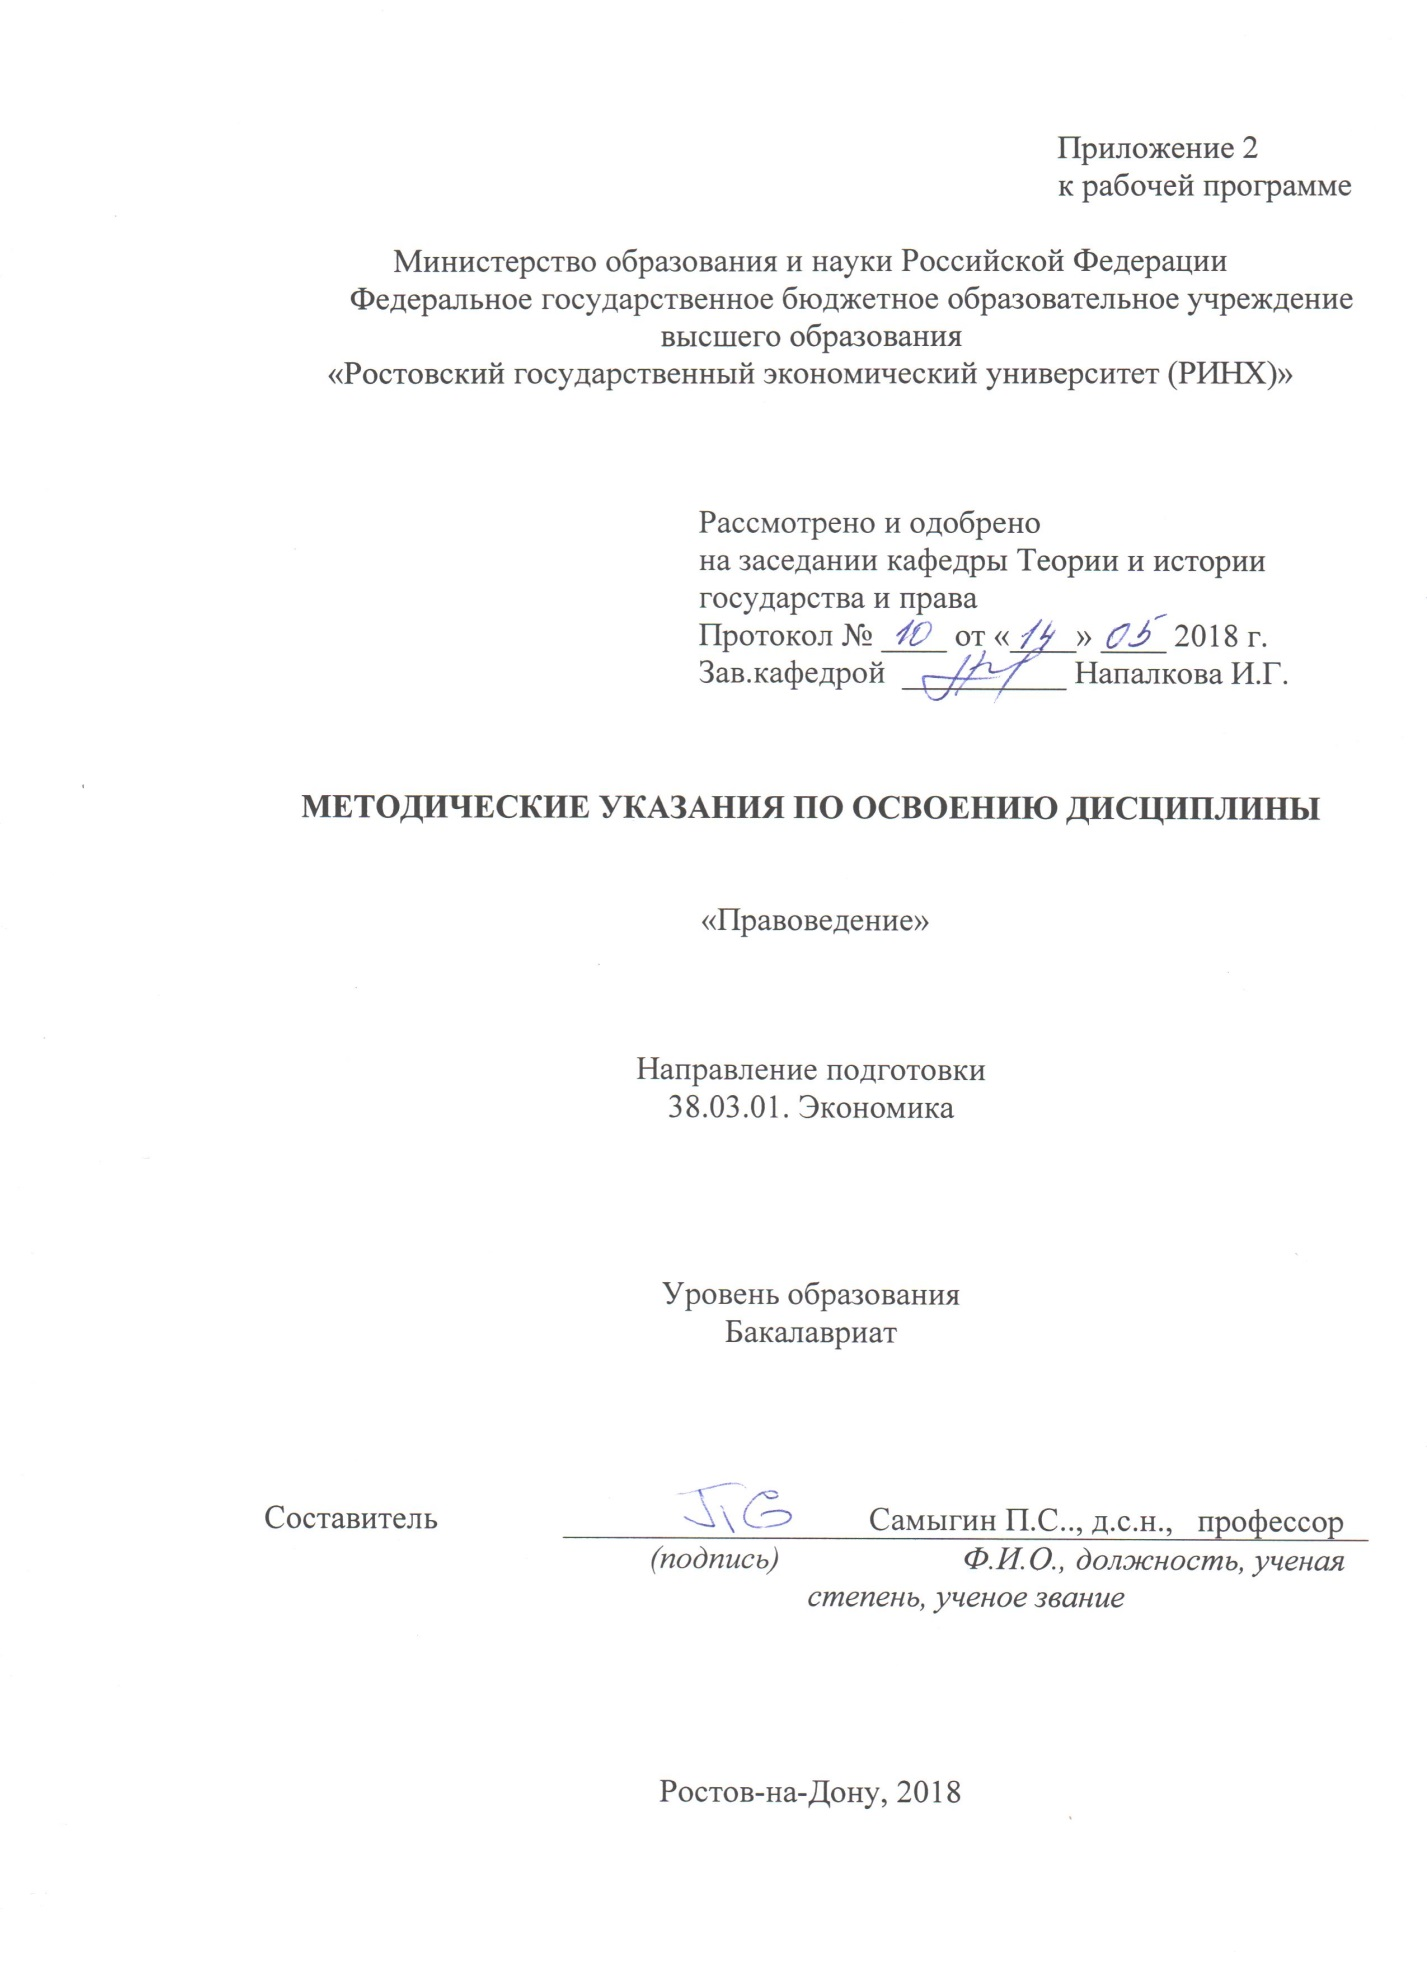 Приложение 2
к рабочей программе
Министерство образования и науки Российской Федерации
Федеральное государственное бюджетное образовательное учреждение
высшего образования
«Ростовский государственный экономический университет (РИНХ)»
Рассмотрено и одобрено
на заседании кафедры Теории и истории
государства и права
Протокол № 10 от «14» 05 2018 г.
Зав.кафедрой Напалкова И.Г.
МЕТОДИЧЕСКИЕ УКАЗАНИЯ ПО ОСВОЕНИЮ ДИСЦИПЛИНЫ
«Правоведение»
Направление подготовки
38.03.01. Экономика
Уровень образования
Бакалавриат
Составитель Самыгин П.С.., д.с.н., профессор
(подпись) Ф.И.О., должность, ученая
степень, ученое звание
Ростов-на-Дону, 2018